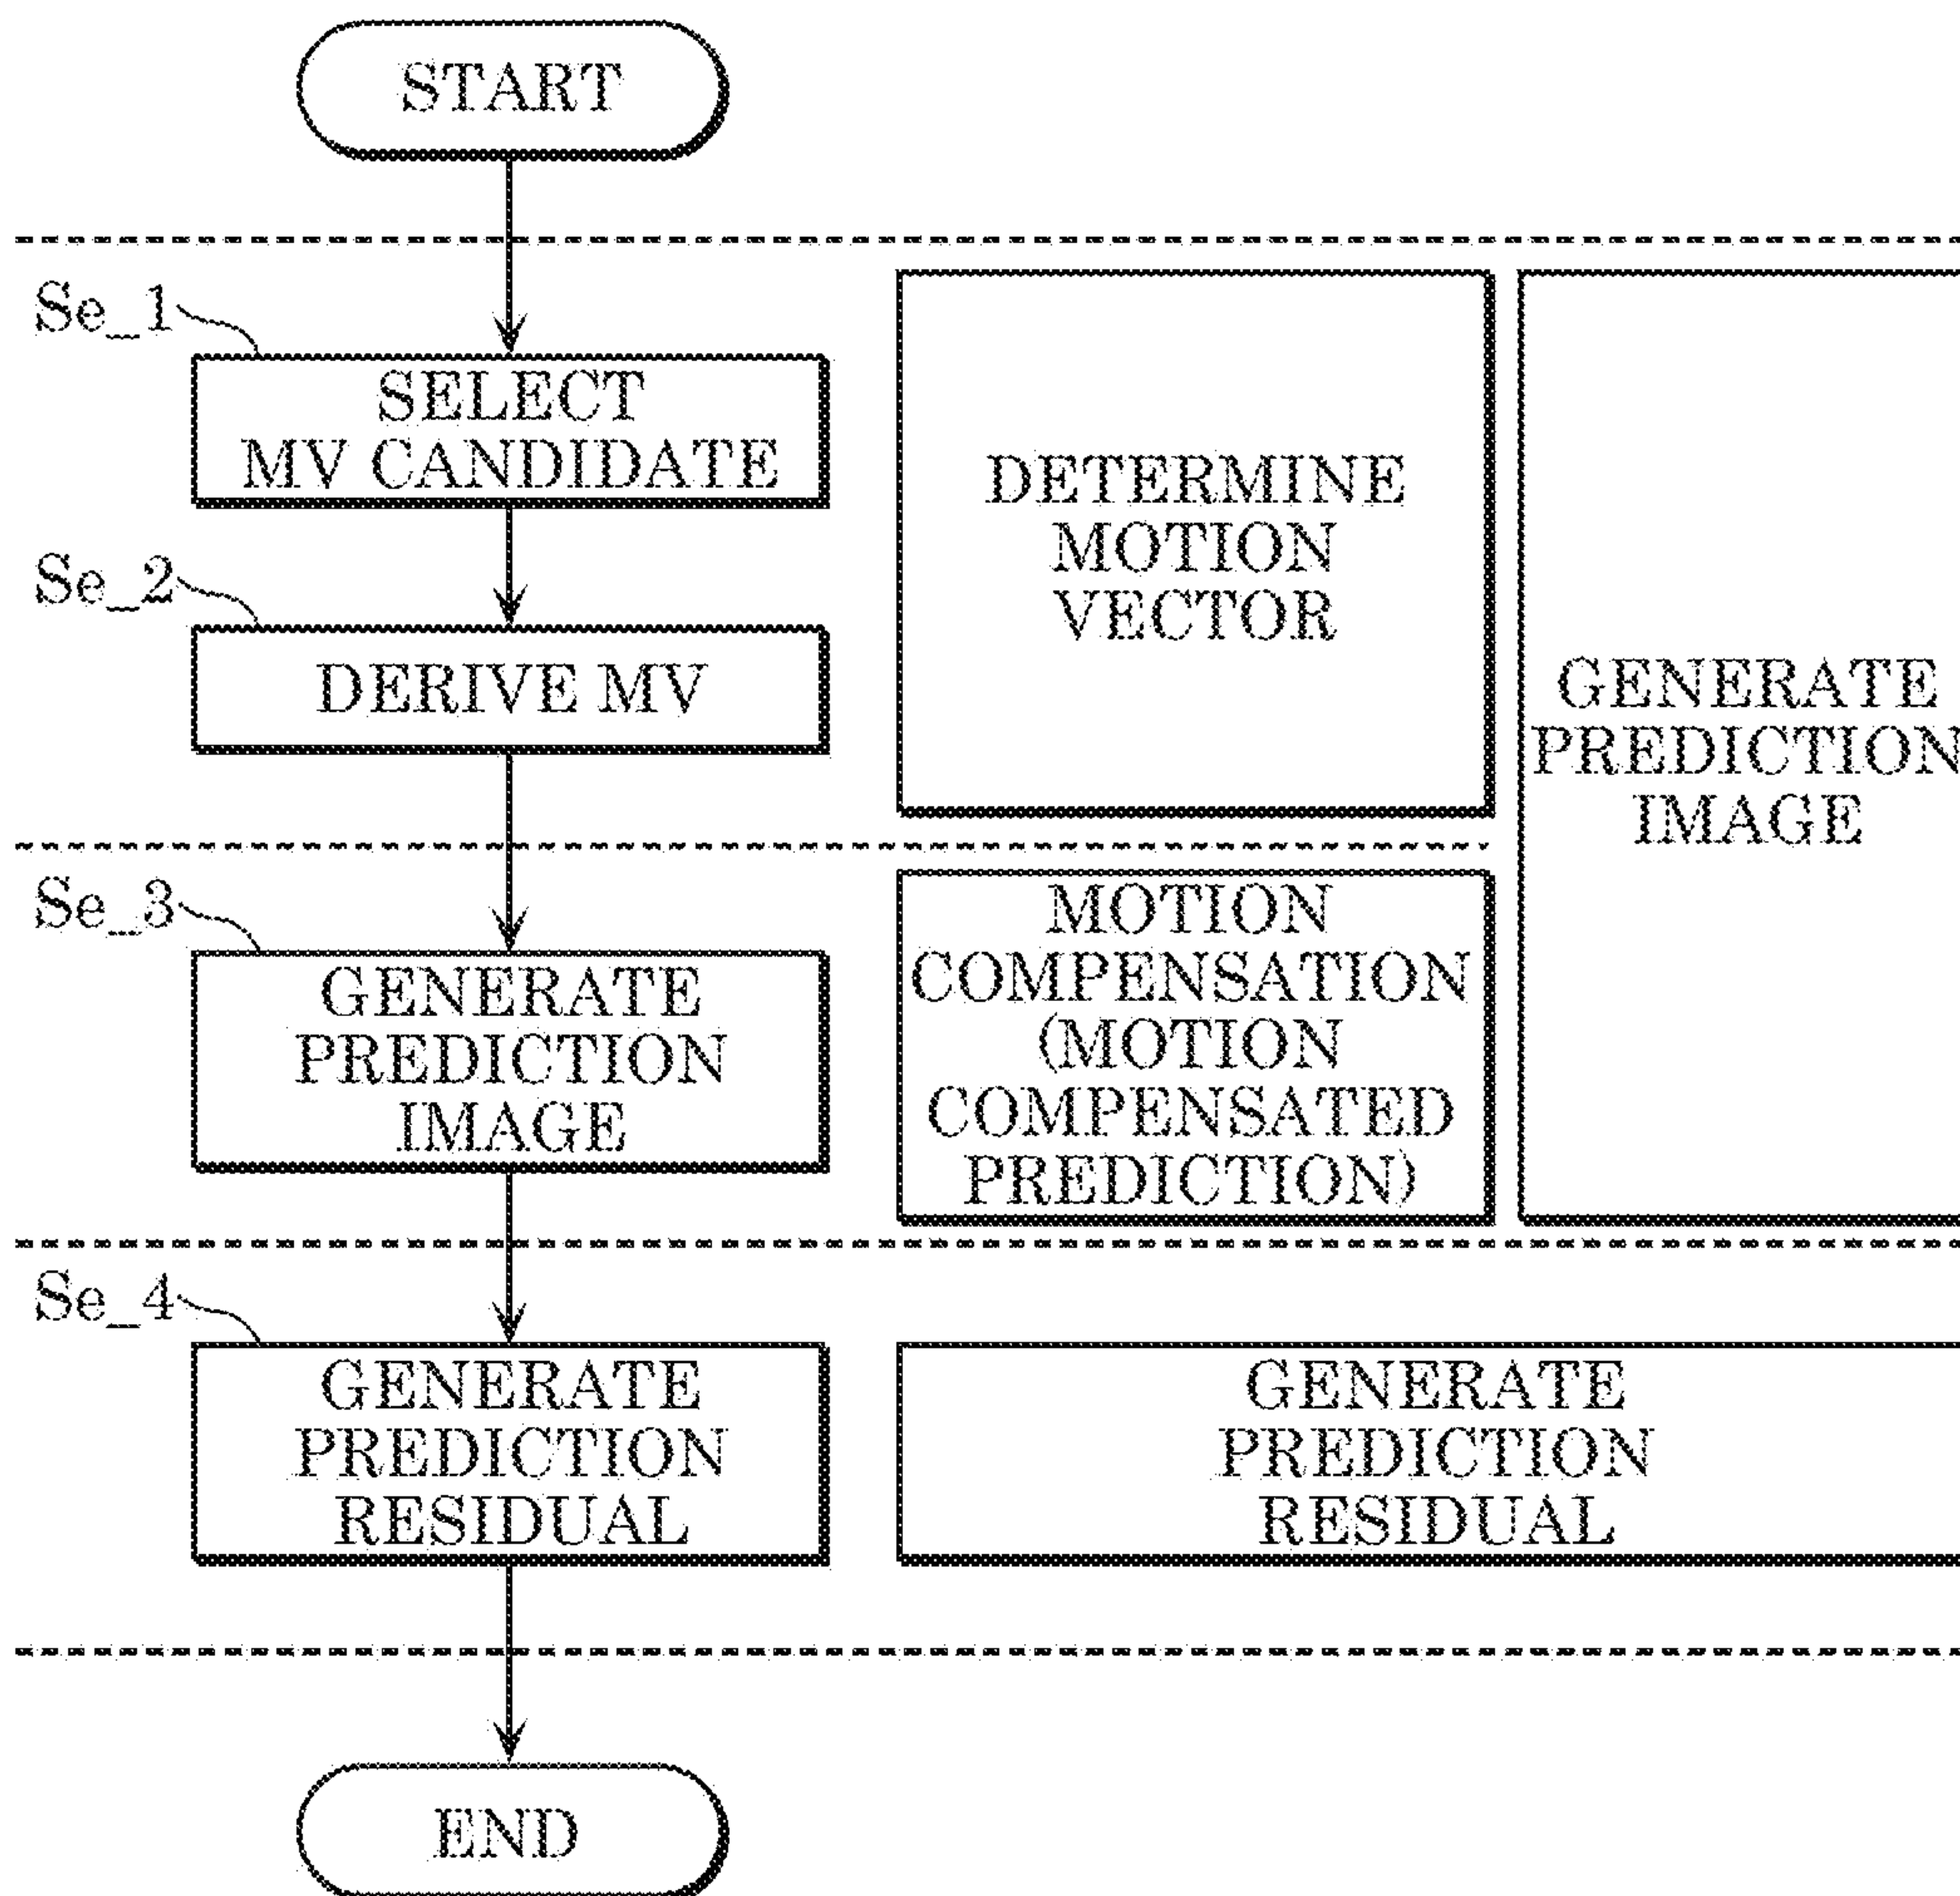 START
Se_1
SELECT
MV CANDIDATE
DETERMINE
MOTION
VECTOR
Se_2
DERIVE MV
GENERATE
PREDICTION
IMAGE
Se_3
GENERATE
PREDICTION
IMAGE
MOTION
COMPENSATION
(MOTION
COMPENSATED
PREDICTION)
Se_4
GENERATE
PREDICTION
RESIDUAL
GENERATE
PREDICTION
RESIDUAL
END